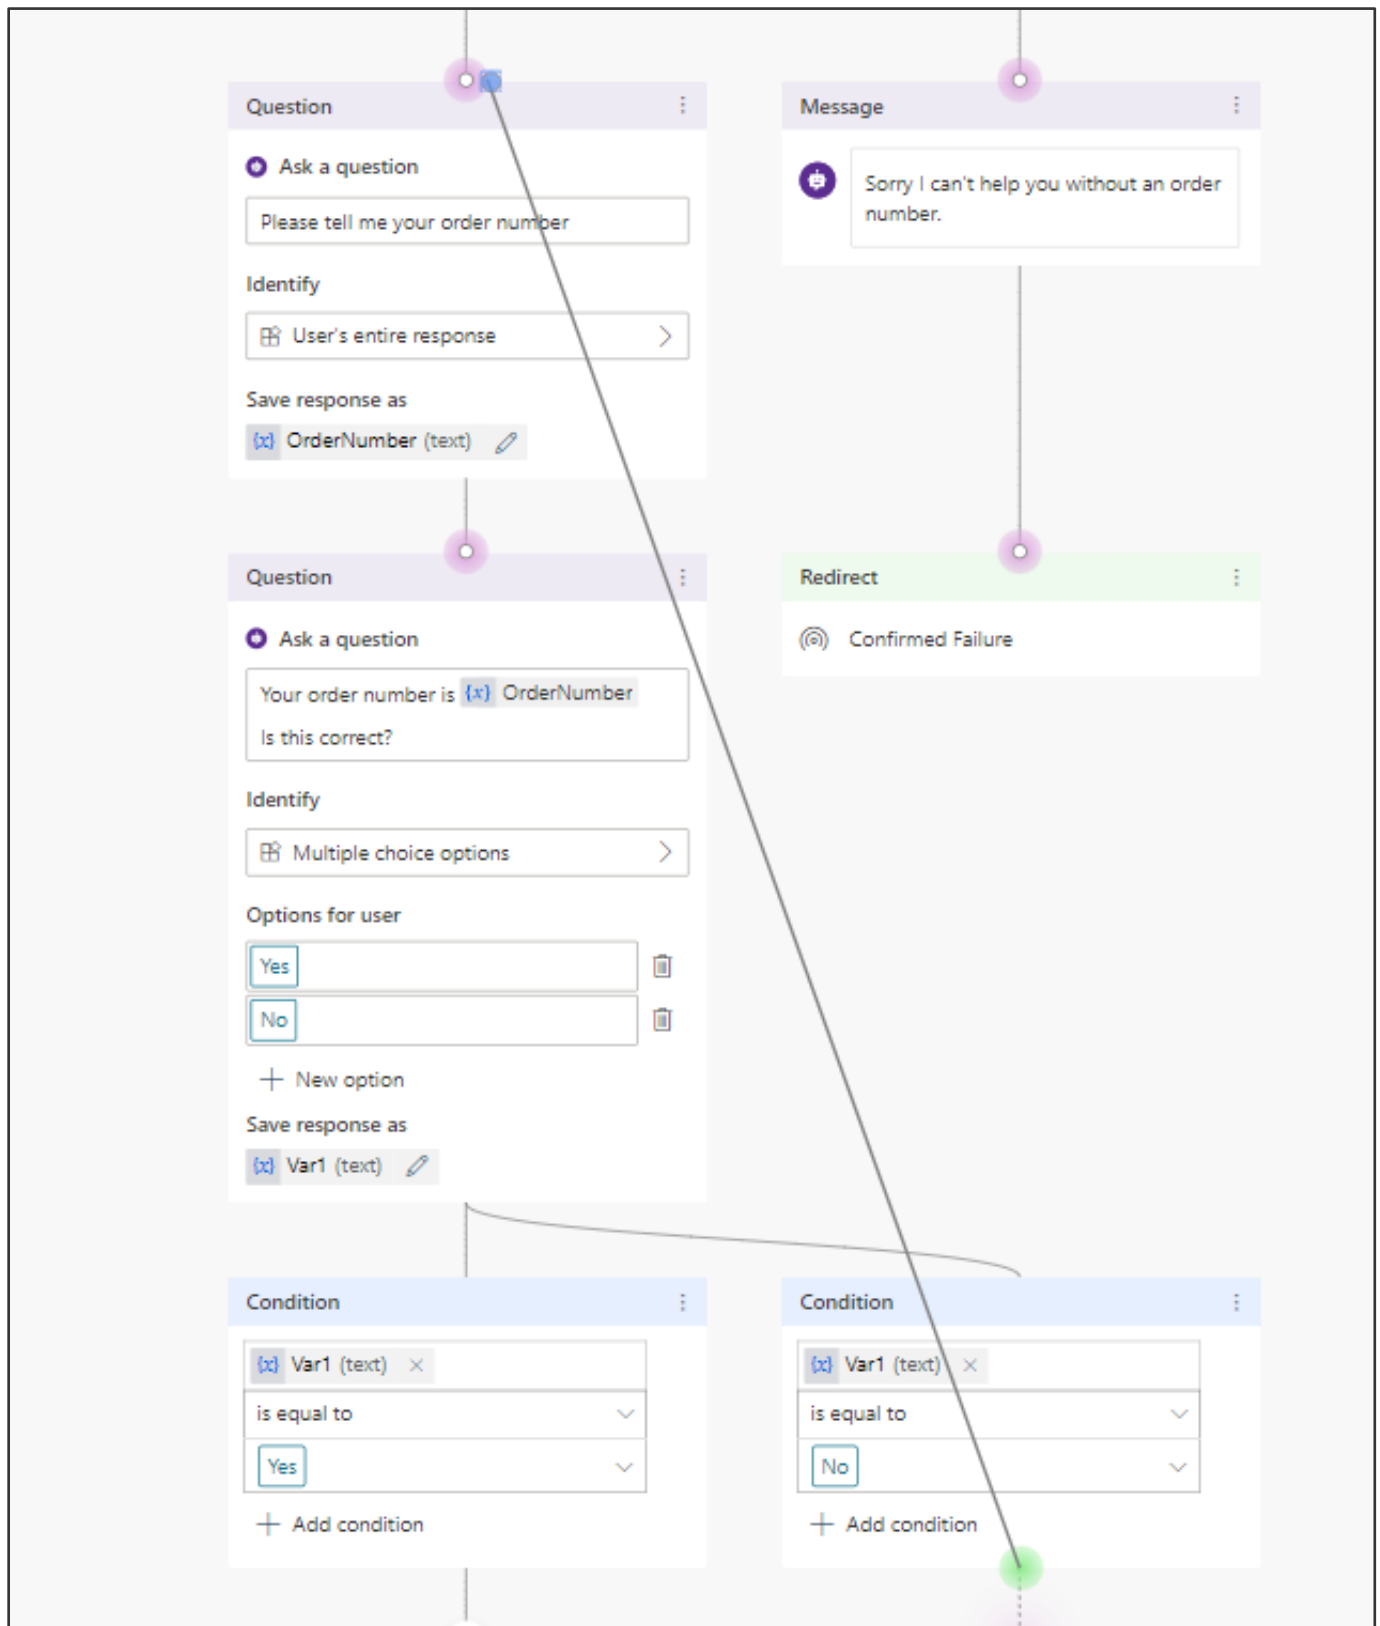 Question
Ask a question
Please tell me your order number
Identify
User's entire response
Save response as
{x} OrderNumber (text)
Message
Sorry I can't help you without an order
number.
Question
Ask a question
Your order number is {x} OrderNumber
Is this correct?
Identify
Multiple choice options
Options for user
Yes
No
New option
Save response as
{x} Var1 (text)
Redirect
Confirmed Failure
Condition
{x} Var1 (text)
is equal to
Yes
Add condition
Condition
{x} Var1 (text)
is equal to
No
Add condition